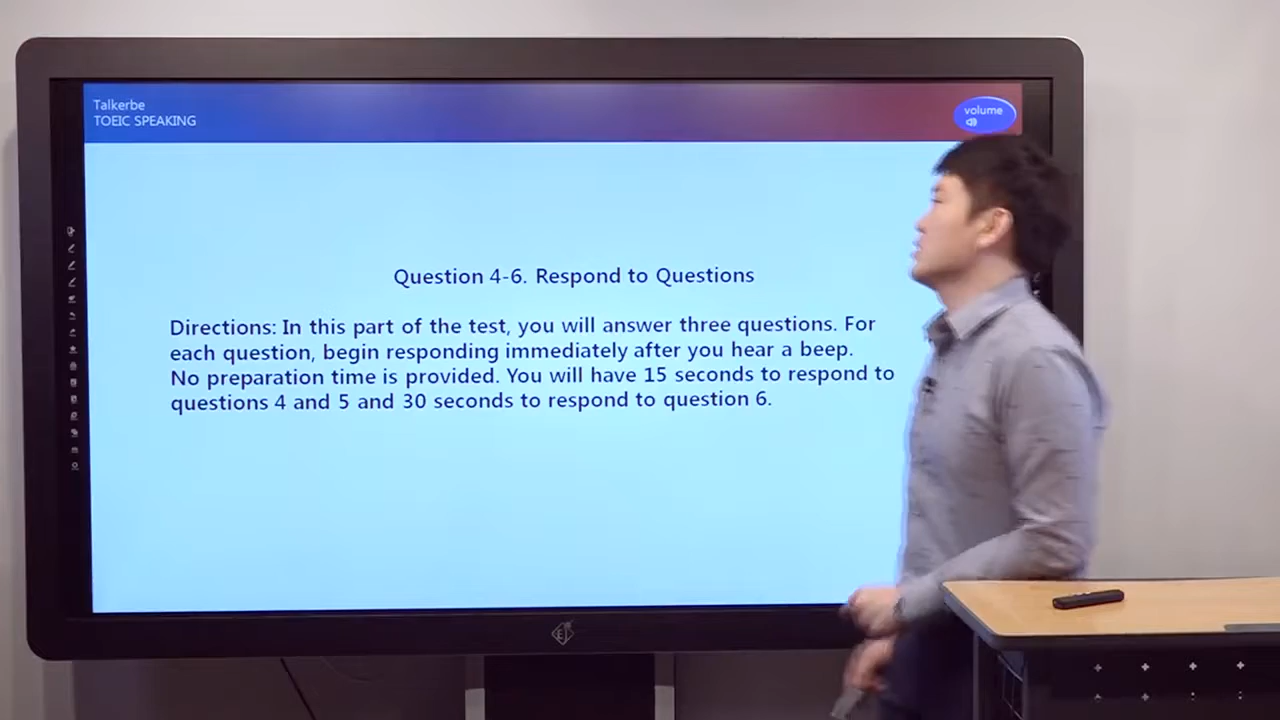 Talkerbe
TOEIC SPEAKING
volume
Question 4-6. Respond to Questions
Directions: In this part of the test, you will answer three questions. For
each question, begin responding immediately after you hear a beep.
No preparation time is provided. You will have 15 seconds to respond to
questions 4 and 5 and 30 seconds to respond to question 6.